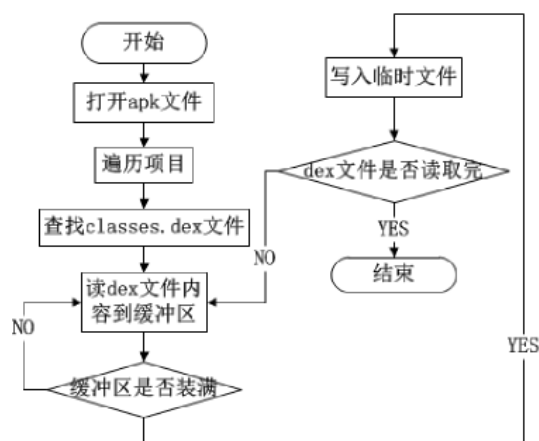 开始
打开apk文件
遍历项目
查找classes.dex文件
读dex文件内
容到缓冲区
NO
缓冲区是否装满
YES
写入临时文件
dex文件是否读取完
NO
YES
结束